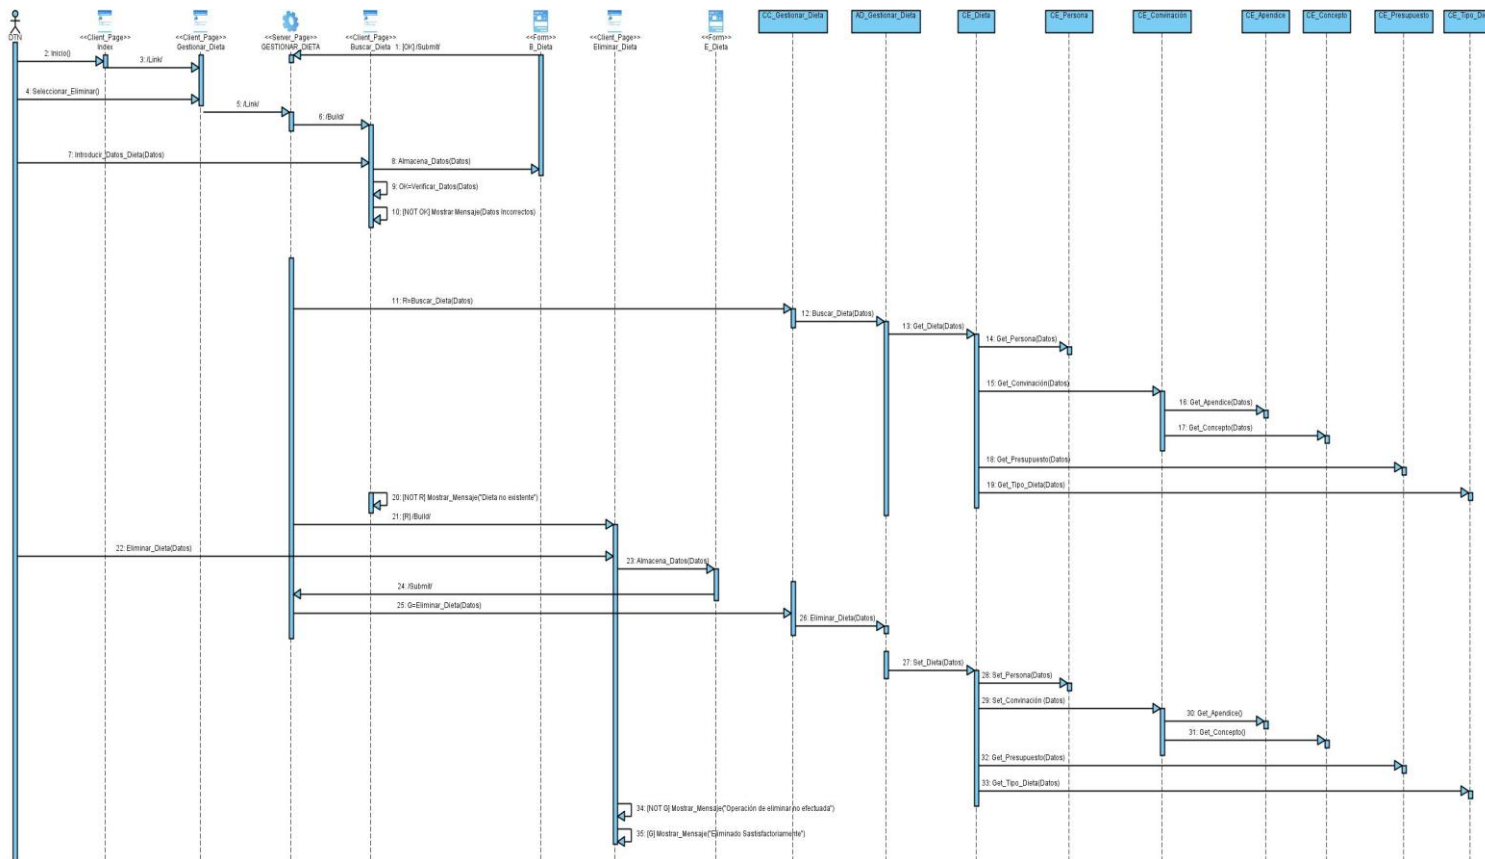 CC_Gestionar_Dieta
AD_Gestionar_Dieta
CE_Dieta
CE_Persona
CE_Convinación
CE_Apendice
CE_Concepto
CE_Presupuesto
CE_Tipo_Die
DTN
<<Client_Page>>
Index
<<Client_Page>>
Gestionar_Dieta
<<Server_Page>>
GESTIONAR_DIETA
<<Client_Page>>
Buscar_Dieta
<<Form>>
B_Dieta
<<Client_Page>>
Eliminar_Dieta
<<Form>>
E_Dieta
1: [OK] /Submit/
2: Inicio()
3: /Link/
4: Seleccionar_Eliminar()
5: /Link/
6: /Build/
7: Introducir_Datos_Dieta(Datos)
8: Almacena_Datos(Datos)
9: OK=Verificar_Datos(Datos)
10: [NOT OK] Mostrar Mensaje(Datos Incorrectos)
11: R=Buscar_Dieta(Datos)
12: Buscar_Dieta(Datos)
13: Get_Dieta(Datos)
14: Get_Persona(Datos)
15: Get_Convinación(Datos)
16: Get_Apendice(Datos)
17: Get_Concepto(Datos)
18: Get_Presupuesto(Datos)
19: Get_Tipo_Dieta(Datos)
20: [NOT R] Mostrar_Mensaje("Dieta no existente")
21: [R] /Build/
22: Eliminar_Dieta(Datos)
23: Almacena_Datos(Datos)
24: /Submit/
25: G=Eliminar_Dieta(Datos)
26: Eliminar_Dieta(Datos)
27: Set_Dieta(Datos)
28: Set_Persona(Datos)
29: Set_Convinación (Datos)
30: Get_Apendice()
31: Get_Concepto()
32: Get_Presupuesto(Datos)
33: Get_Tipo_Dieta(Datos)
34: [NOT G] Mostrar_Mensaje("Operación de eliminar no efectuada")
35: [G] Mostrar_Mensaje("Eliminado Sastisfactoriamente")